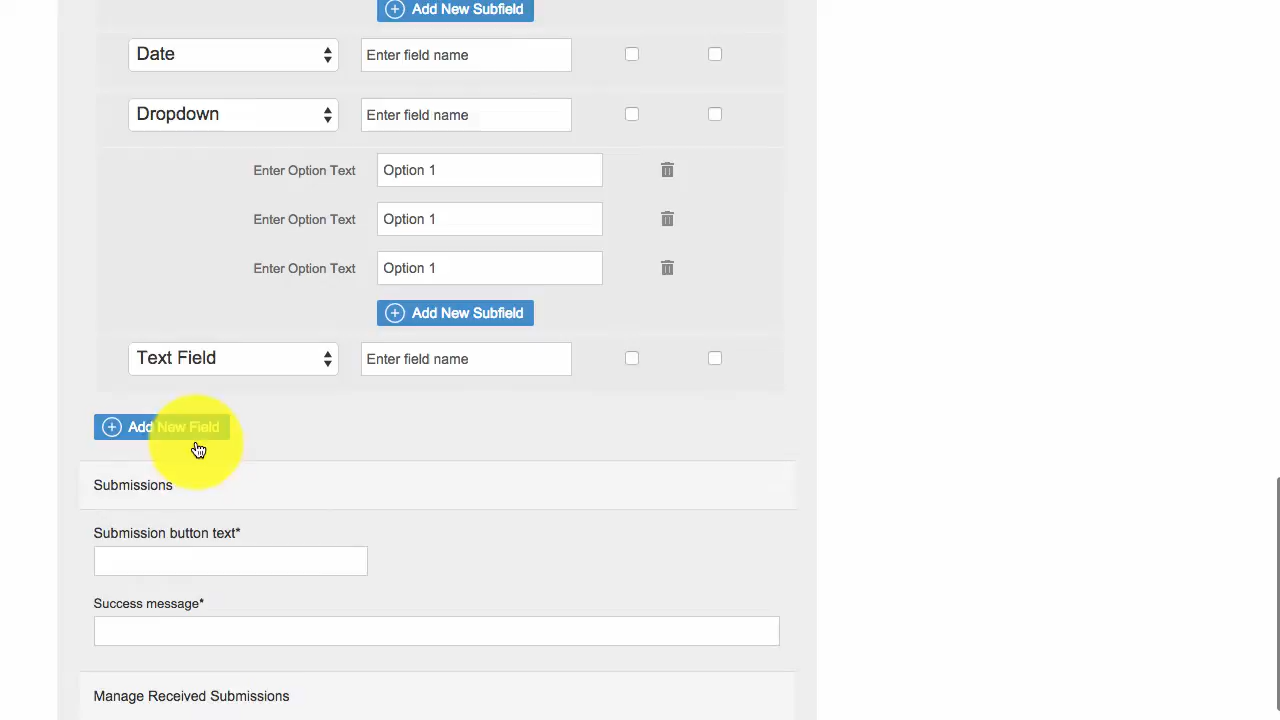 Add New Subfield
Date Enter field name
Dropdown Enter field name
Enter Option Text Option 1
Enter Option Text Option 1
Enter Option Text Option 1
Add New Subfield
Text Field Enter field name
Add New Field
Submissions
Submission button text*
Success message*
Manage Received Submissions